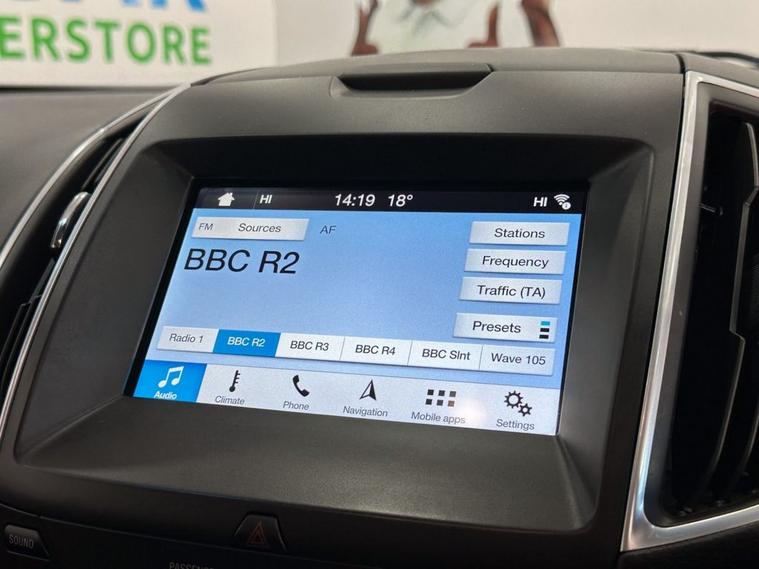 ERSTORE
HI 14:19 18° HI
FM Sources AF Stations
BBC R2
Frequency
Traffic (TA)
Presets
Radio 1 BBC R2 BBC R3 BBC R4 BBC Slnt Wave 105
Audio Climate Phone Navigation Mobile apps Settings
SOUND